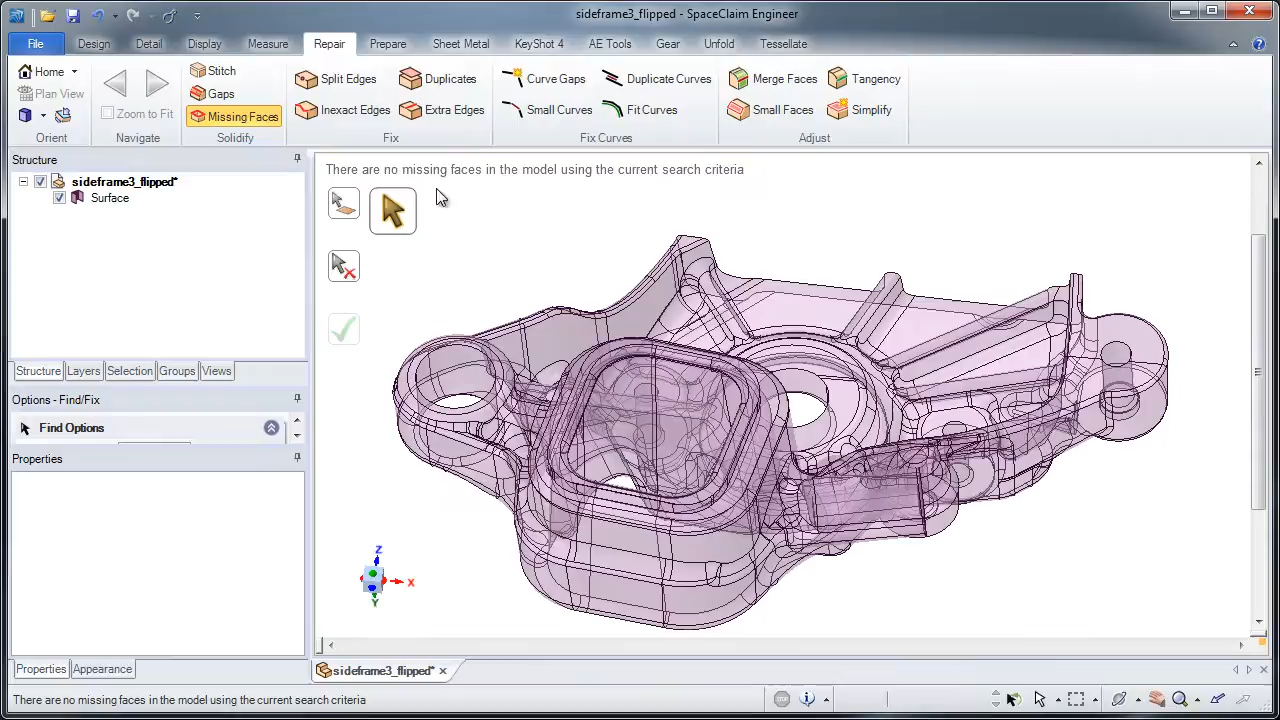 sideframe3_flipped - SpaceClaim Engineer
File Design Detail Display Measure Repair Prepare Sheet Metal KeyShot 4 AE Tools Gear Unfold Tessellate
Home Stitch Split Edges Duplicates Curve Gaps Duplicate Curves Merge Faces Tangency
Plan View Gaps
Zoom to Fit Missing Faces Inexact Edges Extra Edges Small Curves Fit Curves Small Faces Simplify
Orient Navigate Solidify Fix Fix Curves Adjust
Structure
There are no missing faces in the model using the current search criteria
sideframe3_flipped*
Surface
Structure Layers Selection Groups Views
Options - Find/Fix
Find Options
Properties
Z
X
Y
Properties Appearance
sideframe3_flipped*
There are no missing faces in the model using the current search criteria